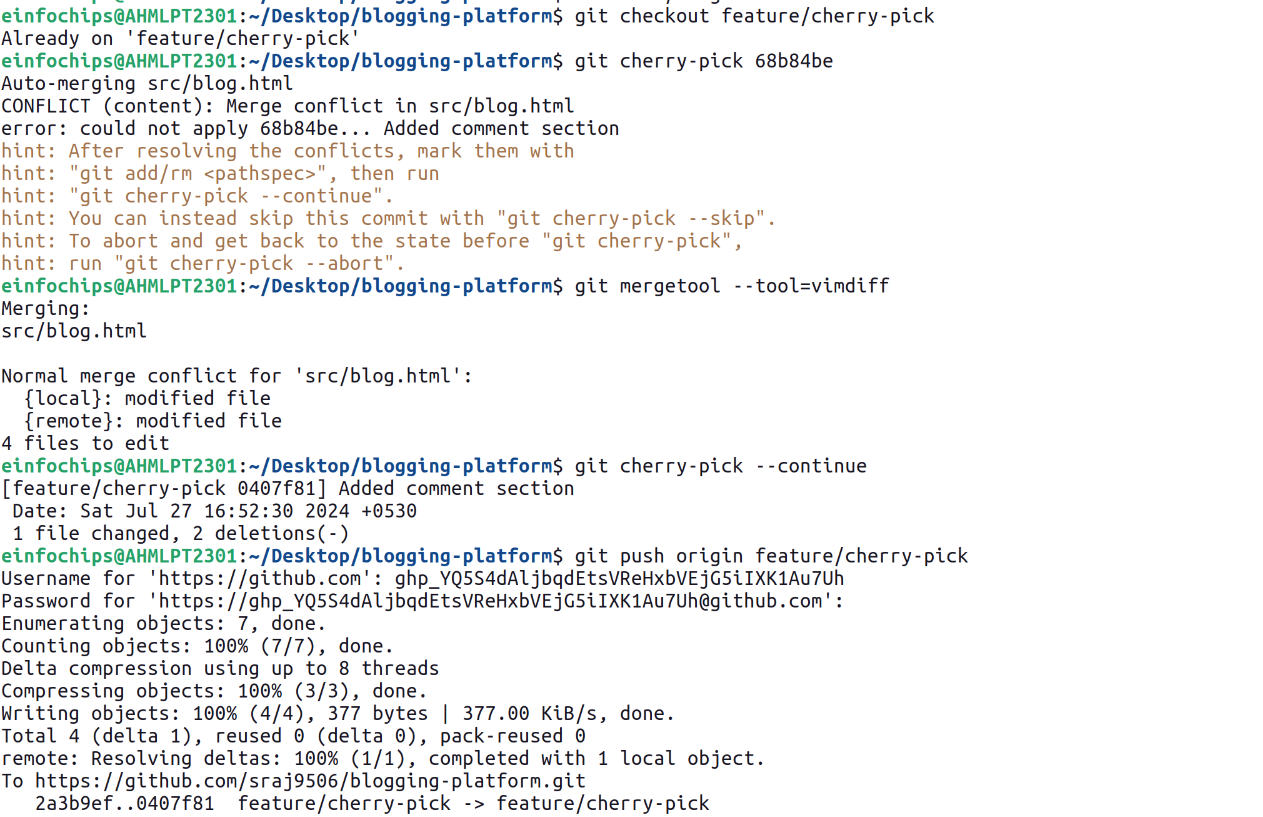 einfochips@AHMLPT2301:~/Desktop/blogging-platform$ git checkout feature/cherry-pick
Already on 'feature/cherry-pick'
einfochips@AHMLPT2301:~/Desktop/blogging-platform$ git cherry-pick 68b84be
Auto-merging src/blog.html
CONFLICT (content): Merge conflict in src/blog.html
error: could not apply 68b84be... Added comment section
hint: After resolving the conflicts, mark them with
hint: "git add/rm <pathspec>", then run
hint: "git cherry-pick --continue".
hint: You can instead skip this commit with "git cherry-pick --skip".
hint: To abort and get back to the state before "git cherry-pick",
hint: run "git cherry-pick --abort".
einfochips@AHMLPT2301:~/Desktop/blogging-platform$ git mergetool --tool=vimdiff
Merging:
src/blog.html

Normal merge conflict for 'src/blog.html':
  {local}: modified file
  {remote}: modified file
4 files to edit
einfochips@AHMLPT2301:~/Desktop/blogging-platform$ git cherry-pick --continue
[feature/cherry-pick 0407f81] Added comment section
 Date: Sat Jul 27 16:52:30 2024 +0530
 1 file changed, 2 deletions(-)
einfochips@AHMLPT2301:~/Desktop/blogging-platform$ git push origin feature/cherry-pick
Username for 'https://github.com': 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
Password for 'https://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@github.com':
Enumerating objects: 7, done.
Counting objects: 100% (7/7), done.
Delta compression using up to 8 threads
Compressing objects: 100% (3/3), done.
Writing objects: 100% (4/4), 377 bytes | 377.00 KiB/s, done.
Total 4 (delta 1), reused 0 (delta 0), pack-reused 0
remote: Resolving deltas: 100% (1/1), completed with 1 local object.
To https://github.com/sraj9506/blogging-platform.git
   2a3b9ef..0407f81  feature/cherry-pick -> feature/cherry-pick